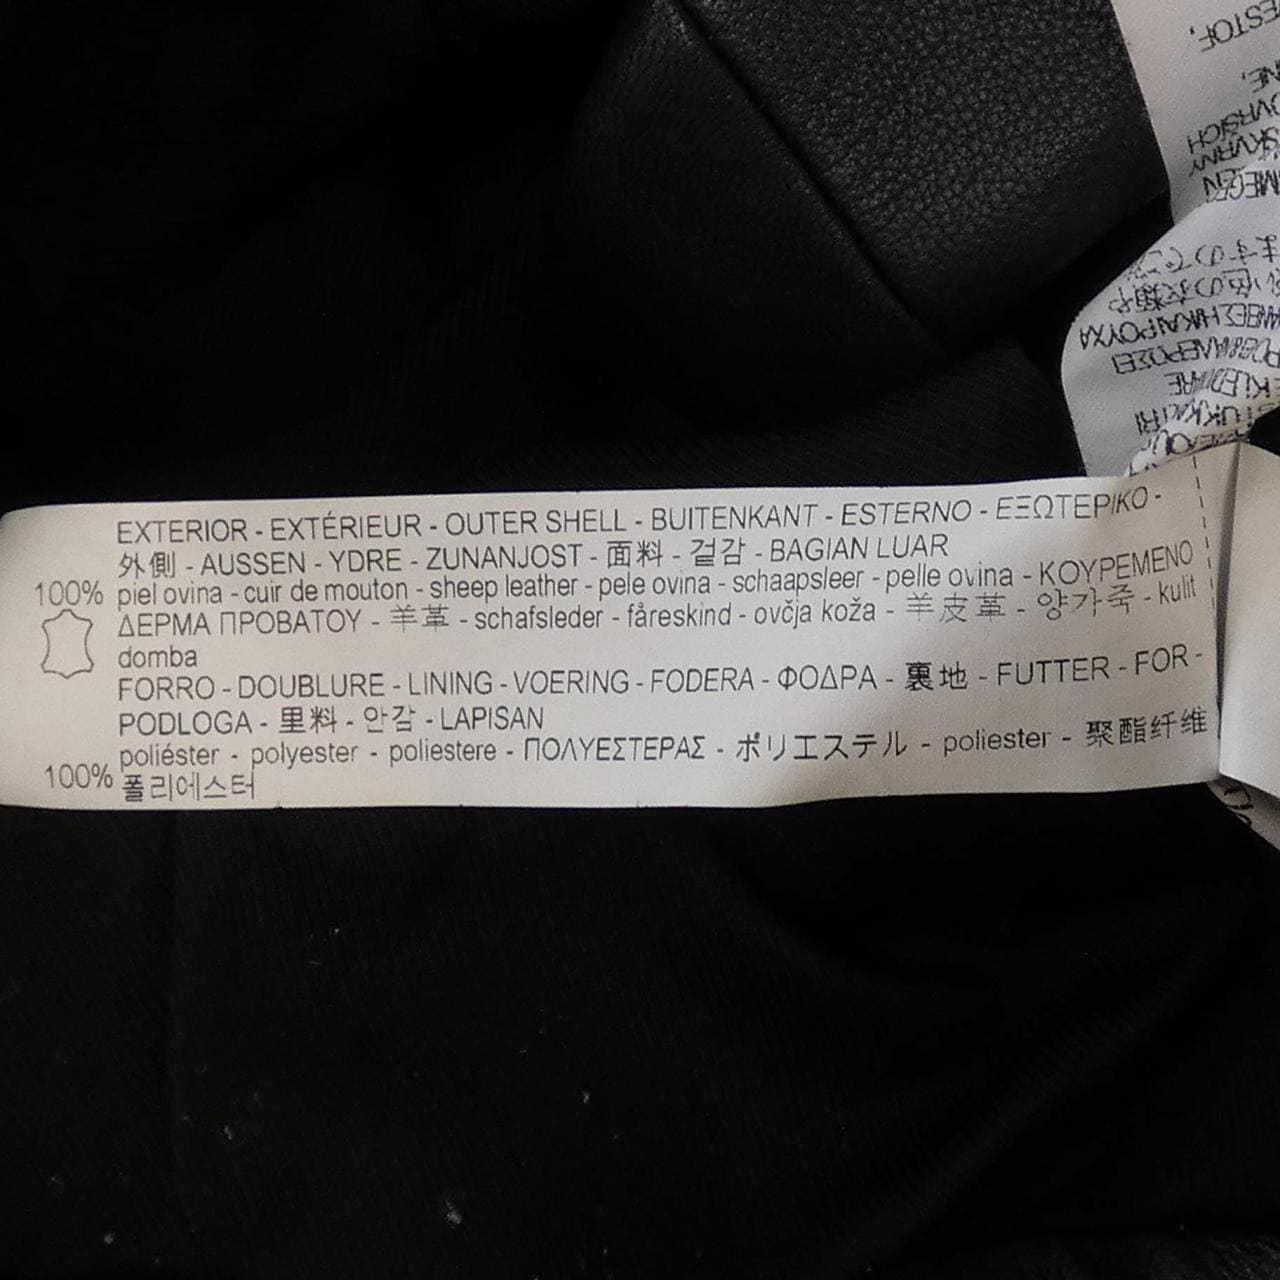 EXTERIOR - EXTÉRIEUR - OUTER SHELL - BUITENKANT - ESTERNO - ΕΞΩΤΕΡΙΚΟ -
外側 - AUSSEN - YDRE - ZUNANJOST - 面料 - 겉감 - BAGIAN LUAR
100% piel ovina - cuir de mouton - sheep leather - pele ovina - schaapsleer - pelle ovina - ΚΟΥΡΕΜΕΝΟ
ΔΕΡΜΑ ΠΡΟΒΑΤΟΥ - 羊革 - schafsleder - fåreskind - ovčja koža - 羊皮革 - 양가죽 - kulit
domba
FORRO - DOUBLURE - LINING - VOERING - FODERA - ΦΟΔΡΑ - 裏地 - FUTTER - FOR -
PODLOGA - 里料 - 안감 - LAPISAN
100% poliéster - polyester - poliestere - ΠΟΛΥΕΣΤΕΡΑΣ - ポリエステル - poliester - 聚酯纤维
폴리에스터